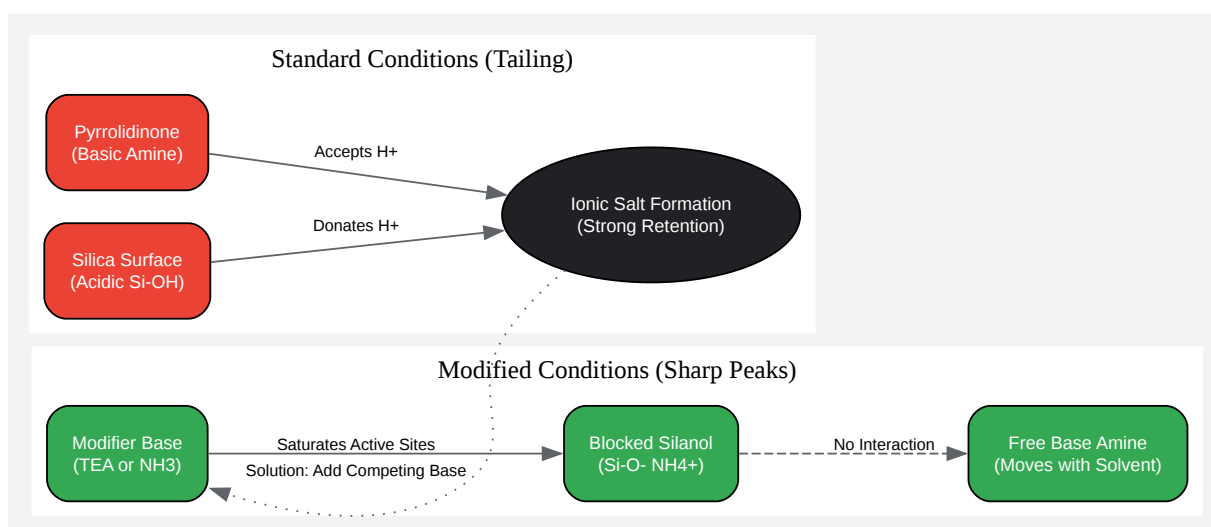 Standard Conditions (Tailing)
Pyrrolidinone
(Basic Amine)
Accepts H+
Silica Surface
(Acidic Si-OH)
Donates H+
Ionic Salt Formation
(Strong Retention)
Modified Conditions (Sharp Peaks)
Modifier Base
(TEA or NH3)
Saturates Active Sites
Solution: Add Competing Base
Blocked Silanol
(Si-O- NH4+)
No Interaction
Free Base Amine
(Moves with Solvent)